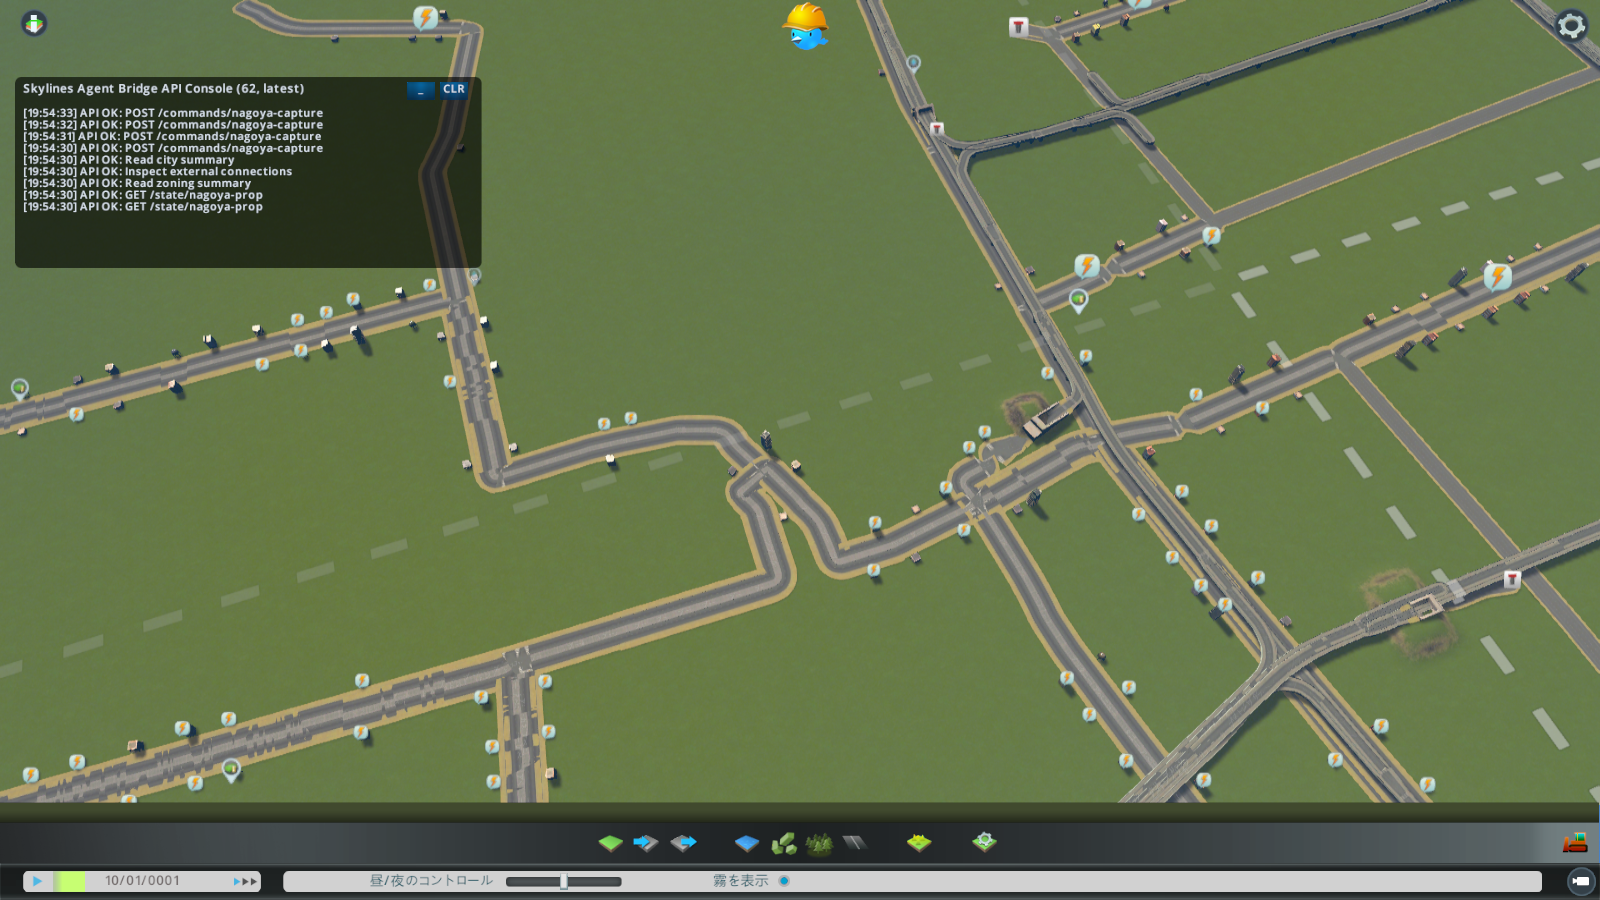 Skylines Agent Bridge API Console (62, latest)
_
CLR
[19:54:33] API OK: POST /commands/nagoya-capture
[19:54:32] API OK: POST /commands/nagoya-capture
[19:54:31] API OK: POST /commands/nagoya-capture
[19:54:30] API OK: POST /commands/nagoya-capture
[19:54:30] API OK: Read city summary
[19:54:30] API OK: Inspect external connections
[19:54:30] API OK: Read zoning summary
[19:54:30] API OK: GET /state/nagoya-prop
[19:54:30] API OK: GET /state/nagoya-prop
10/01/0001
昼/夜のコントロール
霧を表示